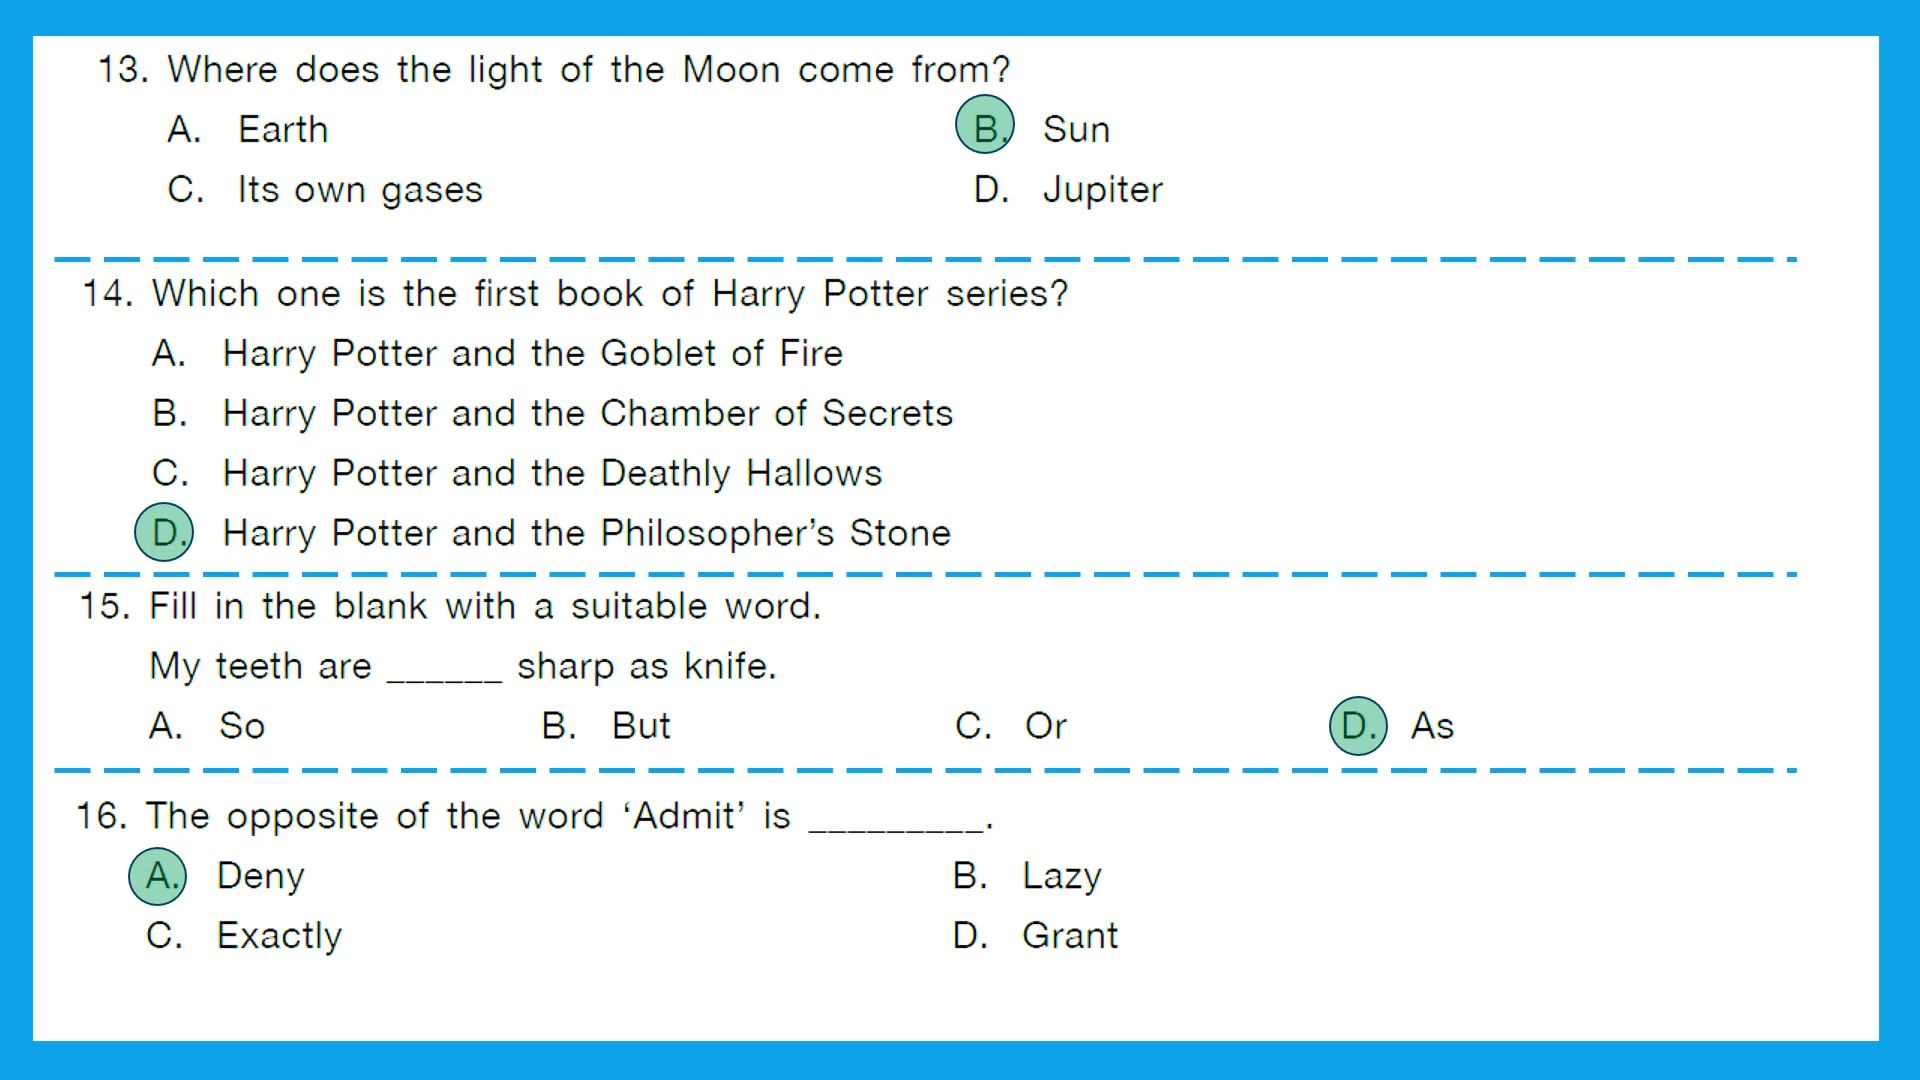 13. Where does the light of the Moon come from?
A. Earth B. Sun
C. Its own gases D. Jupiter
14. Which one is the first book of Harry Potter series?
A. Harry Potter and the Goblet of Fire
B. Harry Potter and the Chamber of Secrets
C. Harry Potter and the Deathly Hallows
D. Harry Potter and the Philosopher’s Stone
15. Fill in the blank with a suitable word.
My teeth are ______ sharp as knife.
A. So B. But C. Or D. As
16. The opposite of the word ‘Admit’ is _________.
A. Deny B. Lazy
C. Exactly D. Grant